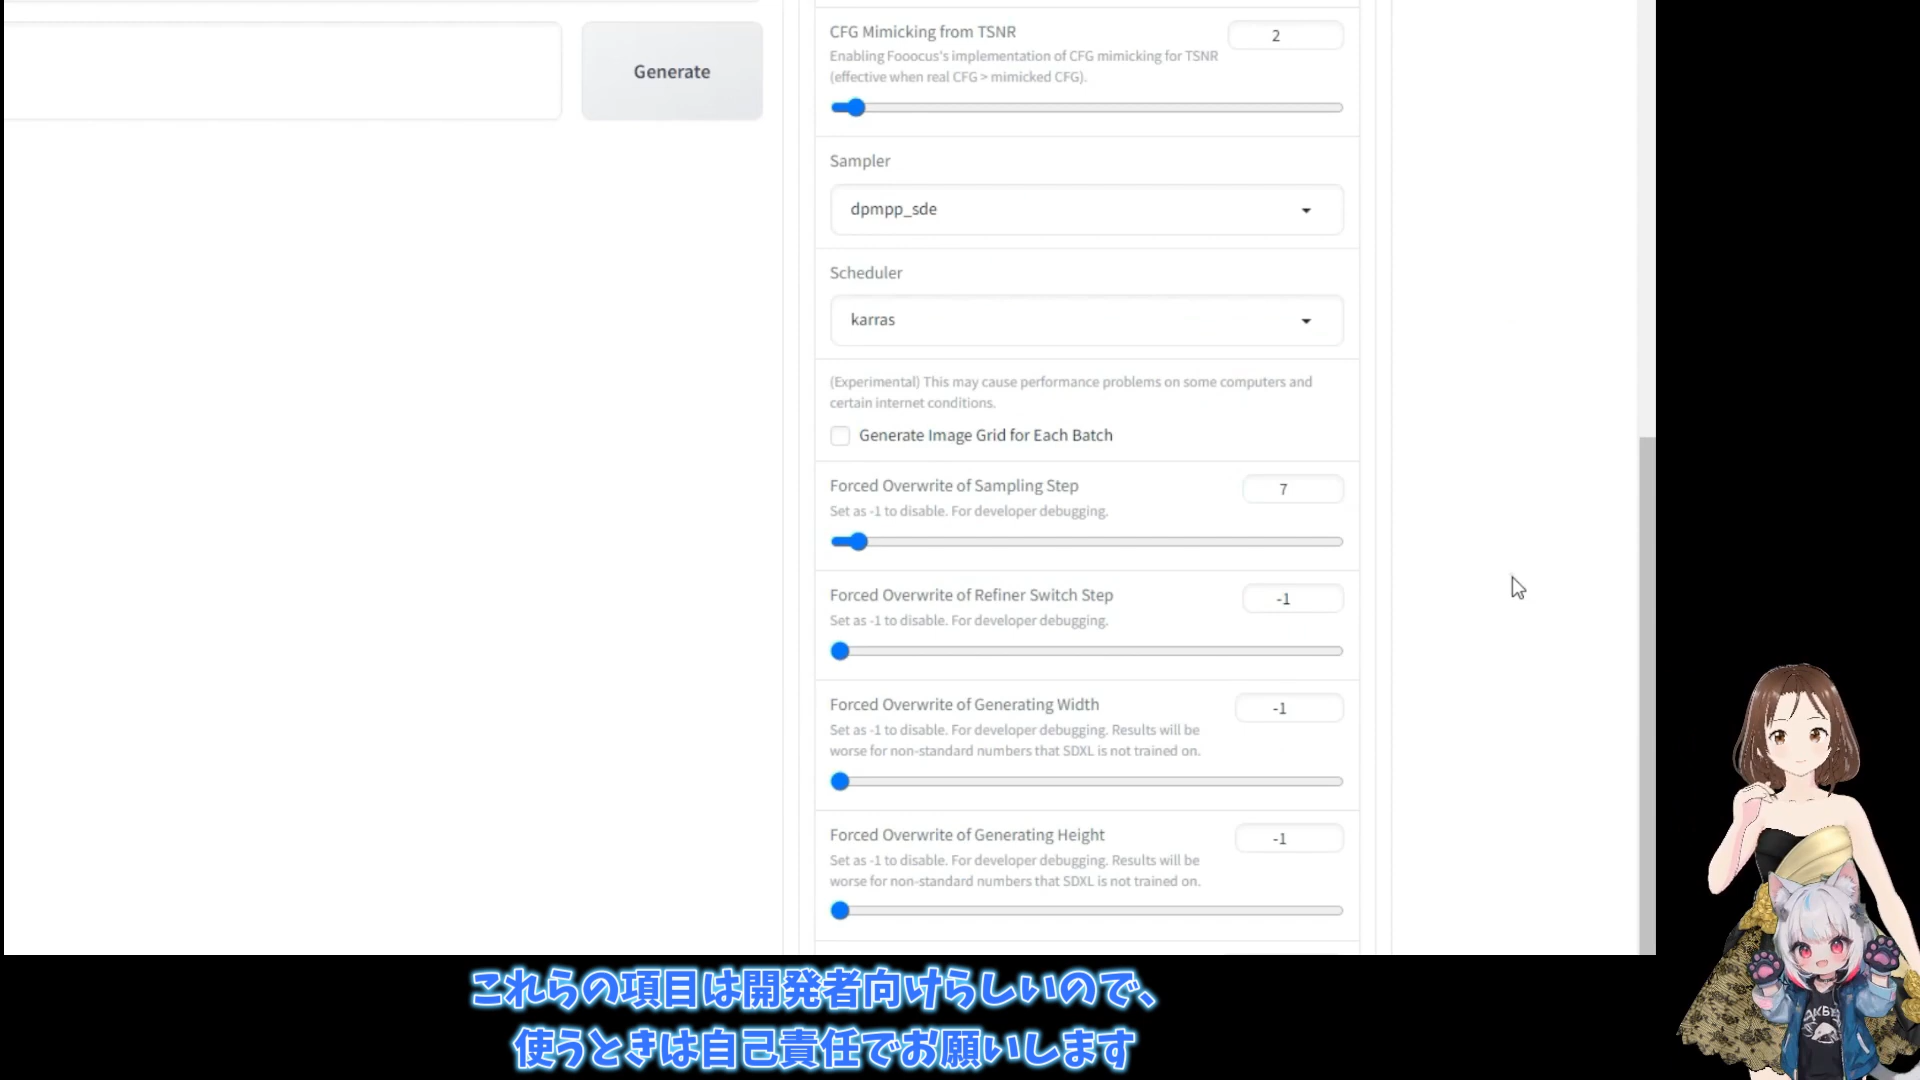 Generate
CFG Mimicking from TSNR
2
Enabling Fooocus's implementation of CFG mimicking for TSNR
(effective when real CFG > mimicked CFG).
Sampler
dpmpp_sde
Scheduler
karras
(Experimental) This may cause performance problems on some computers and
certain internet conditions.
Generate Image Grid for Each Batch
Forced Overwrite of Sampling Step
7
Set as -1 to disable. For developer debugging.
Forced Overwrite of Refiner Switch Step
-1
Set as -1 to disable. For developer debugging.
Forced Overwrite of Generating Width
-1
Set as -1 to disable. For developer debugging. Results will be
worse for non-standard numbers that SDXL is not trained on.
Forced Overwrite of Generating Height
-1
Set as -1 to disable. For developer debugging. Results will be
worse for non-standard numbers that SDXL is not trained on.
これらの項目は開発者向けらしいので、
使うときは自己責任でお願いします